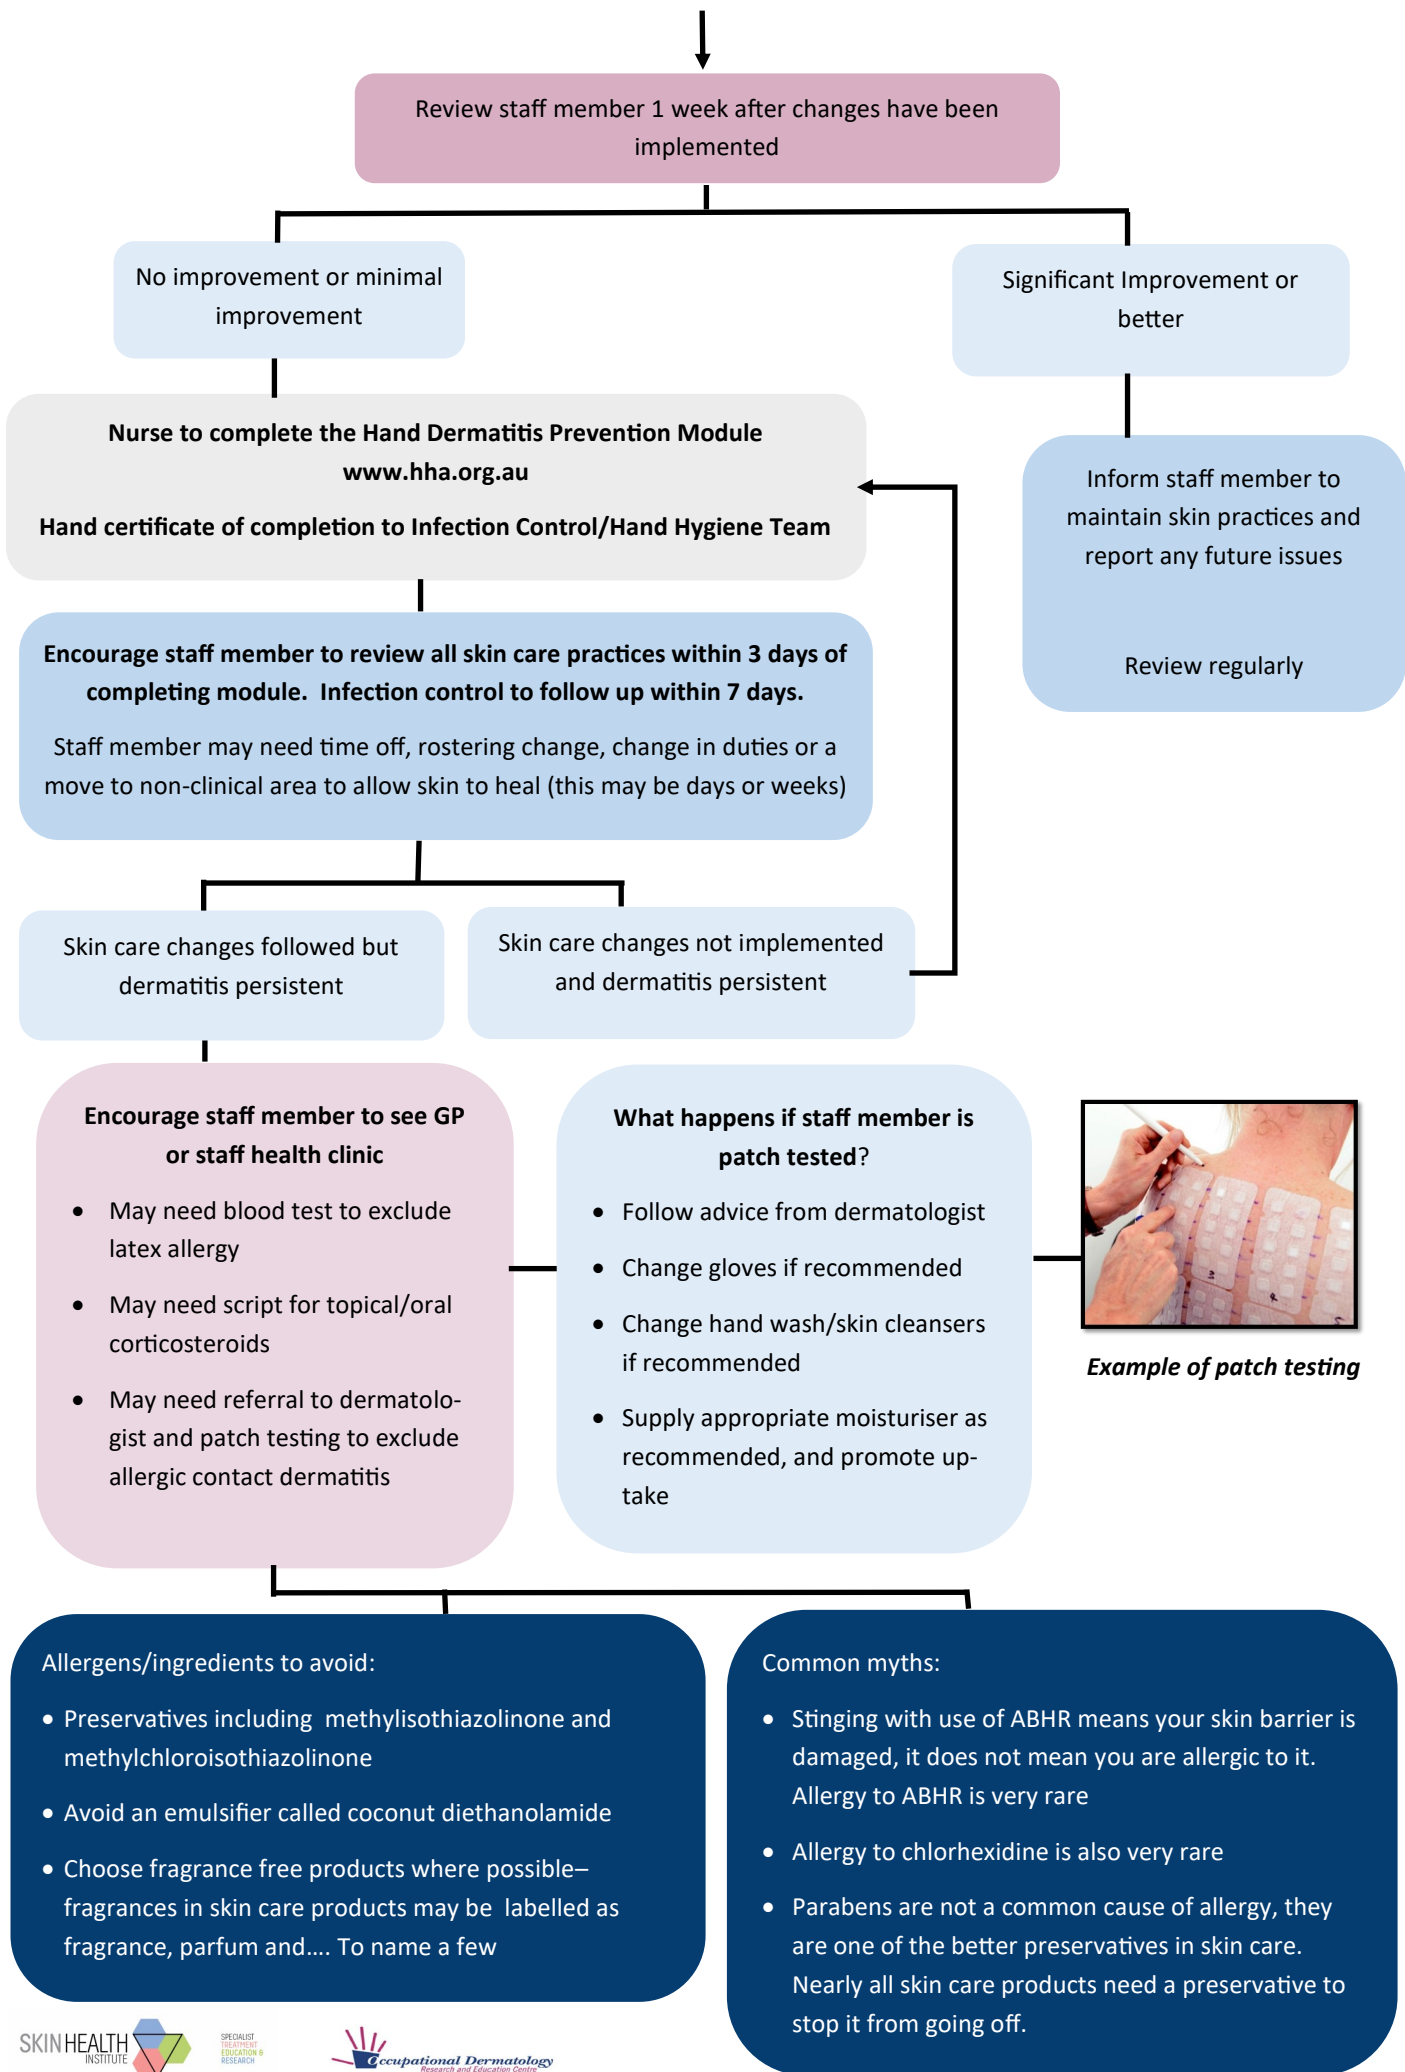 Review staff member 1 week after changes have been
implemented
No improvement or minimal
improvement
Significant Improvement or
better
Nurse to complete the Hand Dermatitis Prevention Module
www.hha.org.au
Hand certificate of completion to Infection Control/Hand Hygiene Team
Inform staff member to
maintain skin practices and
report any future issues
Review regularly
Encourage staff member to review all skin care practices within 3 days of
completing module.  Infection control to follow up within 7 days.
Staff member may need time off, rostering change, change in duties or a
move to non-clinical area to allow skin to heal (this may be days or weeks)
Skin care changes followed but
dermatitis persistent
Skin care changes not implemented
and dermatitis persistent
Encourage staff member to see GP
or staff health clinic
• May need blood test to exclude
latex allergy
• May need script for topical/oral
corticosteroids
• May need referral to dermatolo-
gist and patch testing to exclude
allergic contact dermatitis
What happens if staff member is
patch tested?
• Follow advice from dermatologist
• Change gloves if recommended
• Change hand wash/skin cleansers
if recommended
• Supply appropriate moisturiser as
recommended, and promote up-
take
Example of patch testing
Allergens/ingredients to avoid:
• Preservatives including  methylisothiazolinone and
methylchloroisothiazolinone
• Avoid an emulsifier called coconut diethanolamide
• Choose fragrance free products where possible–
fragrances in skin care products may be  labelled as
fragrance, parfum and…. To name a few
Common myths:
• Stinging with use of ABHR means your skin barrier is
damaged, it does not mean you are allergic to it.
Allergy to ABHR is very rare
• Allergy to chlorhexidine is also very rare
• Parabens are not a common cause of allergy, they
are one of the better preservatives in skin care.
Nearly all skin care products need a preservative to
stop it from going off.
SKIN HEALTH
INSTITUTE
SPECIALIST
TREATMENT
EDUCATION &
RESEARCH
Occupational Dermatology
Research and Education Centre